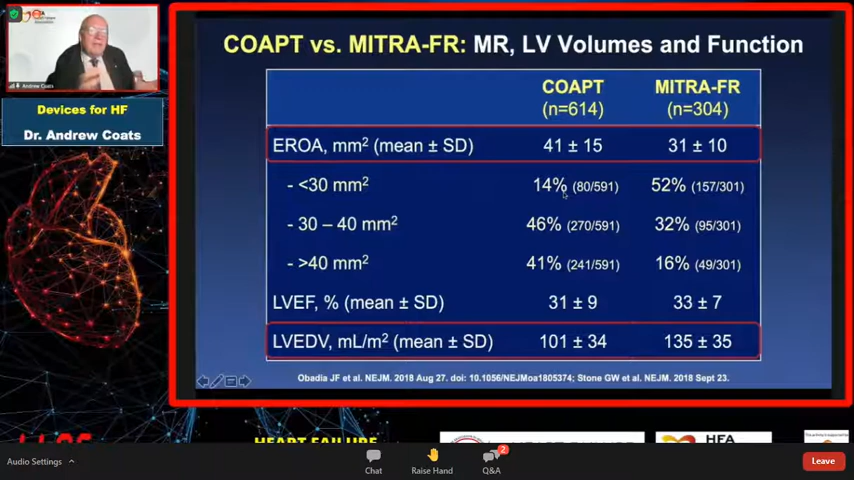 Andrew Coats
Devices for HF
Dr. Andrew Coats
COAPT vs. MITRA-FR: MR, LV Volumes and Function
COAPT MITRA-FR
(n=614) (n=304)
EROA, mm² (mean ± SD) 41 ± 15 31 ± 10
- <30 mm² 14% (80/591) 52% (157/301)
- 30 – 40 mm² 46% (270/591) 32% (95/301)
- >40 mm² 41% (241/591) 16% (49/301)
LVEF, % (mean ± SD) 31 ± 9 33 ± 7
LVEDV, mL/m² (mean ± SD) 101 ± 34 135 ± 35
Obadia JF et al. NEJM. 2018 Aug 27. doi: 10.1056/NEJMoa1805374; Stone GW et al. NEJM. 2018 Sept 23.
HEART FAILURE
HFA
Audio Settings
Chat
Raise Hand
2
Q&A
Leave